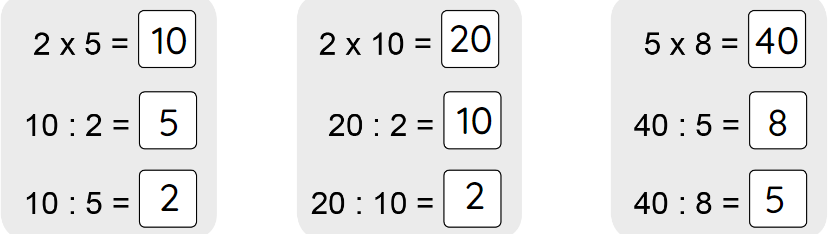 2 x 5 = 10
10 : 2 = 5
10 : 5 = 2
2 x 10 = 20
20 : 2 = 10
20 : 10 = 2
5 x 8 = 40
40 : 5 = 8
40 : 8 = 5